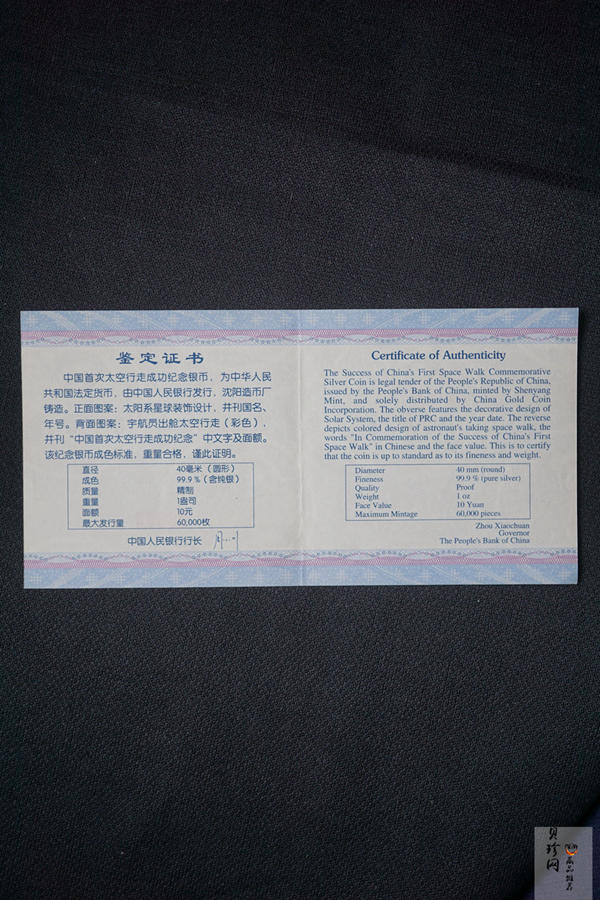 鉴定证书
中国首次太空行走成功纪念银币，为中华人民
共和国法定货币，由中国人民银行发行，沈阳造币厂
铸造。正面图案：太阳系星球装饰设计，并刊国名、
年号。背面图案：宇航员出舱太空行走（彩色），
并刊“中国首次太空行走成功纪念”中文字及面额。
该纪念银币成色标准，重量合格，谨此证明。
直径 40毫米（圆形）
成色 99.9％（含纯银）
质量 精制
重量 1盎司
面额 10元
最大发行量 60,000枚
中国人民银行行长
Certificate of Authenticity
The Success of China's First Space Walk Commemorative
Silver Coin is legal tender of the People's Republic of China,
issued by the People's Bank of China, minted by Shenyang
Mint, and solely distributed by China Gold Coin
Incorporation. The obverse features the decorative design of
Solar System, the title of PRC and the year date. The reverse
depicts colored design of astronaut's taking space walk, the
words "In Commemoration of the Success of China's First
Space Walk" in Chinese and the face value. This is to certify
that the coin is up to standard as to its fineness and weight.
Diameter 40 mm (round)
Fineness 99.9 % (pure silver)
Quality Proof
Weight 1 oz
Face Value 10 Yuan
Maximum Mintage 60,000 pieces
Zhou Xiaochuan
Governor
The People's Bank of China
贝珍网